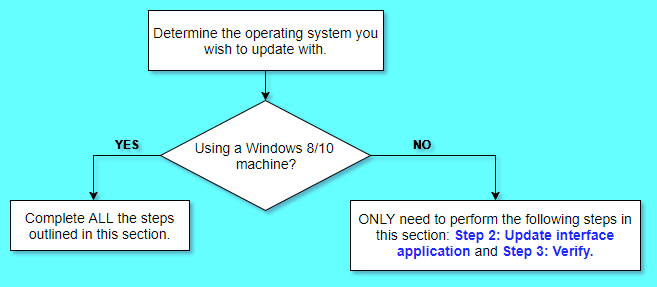 Determine the operating system you
wish to update with.
Using a Windows 8/10
machine?
YES
NO
Complete ALL the steps
outlined in this section.
ONLY need to perform the following steps in
this section: Step 2: Update interface
application and Step 3: Verify.